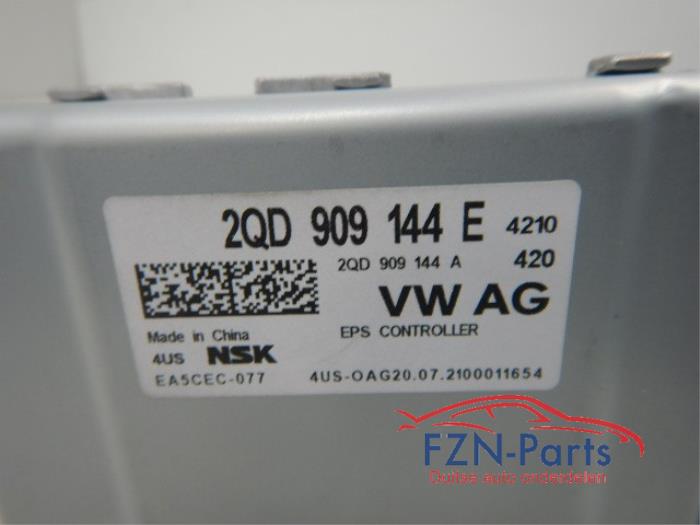 2QD 909 144 E 4210
2QD 909 144 A 420
VW AG
Made in China
EPS CONTROLLER
4US NSK
EA5CEC-077 4US-OAG20.07.2100011654
FZN-Parts
Duitse auto onderdelen